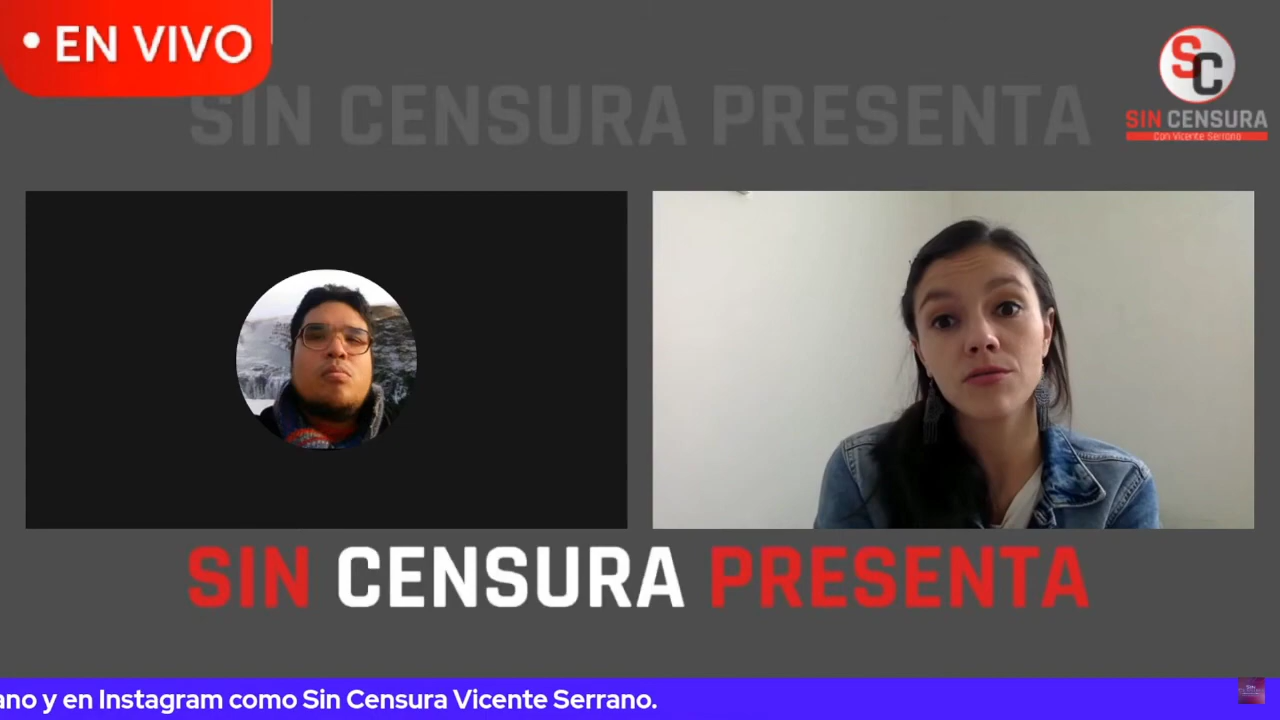 • EN VIVO
SIN CENSURA PRESENTA
SC
SIN CENSURA
Con Vicente Serrano
SIN CENSURA PRESENTA
ano y en Instagram como Sin Censura Vicente Serrano.